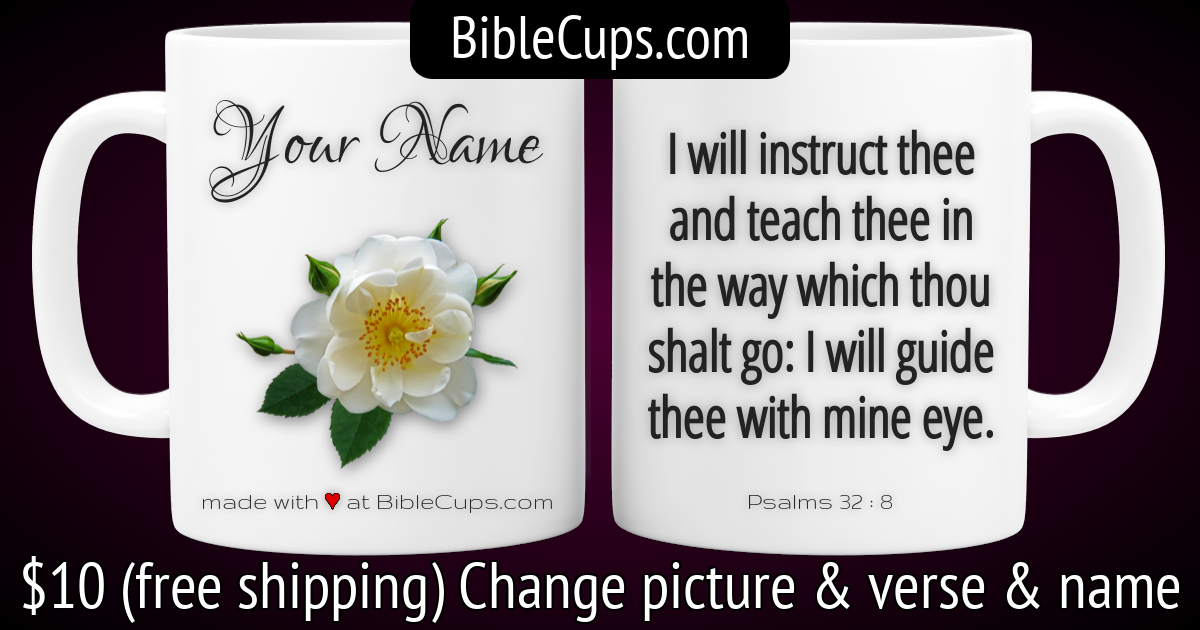 BibleCups.com
Your Name
made with ♥ at BibleCups.com
I will instruct thee
and teach thee in
the way which thou
shalt go: I will guide
thee with mine eye.
Psalms 32 : 8
$10 (free shipping) Change picture & verse & name